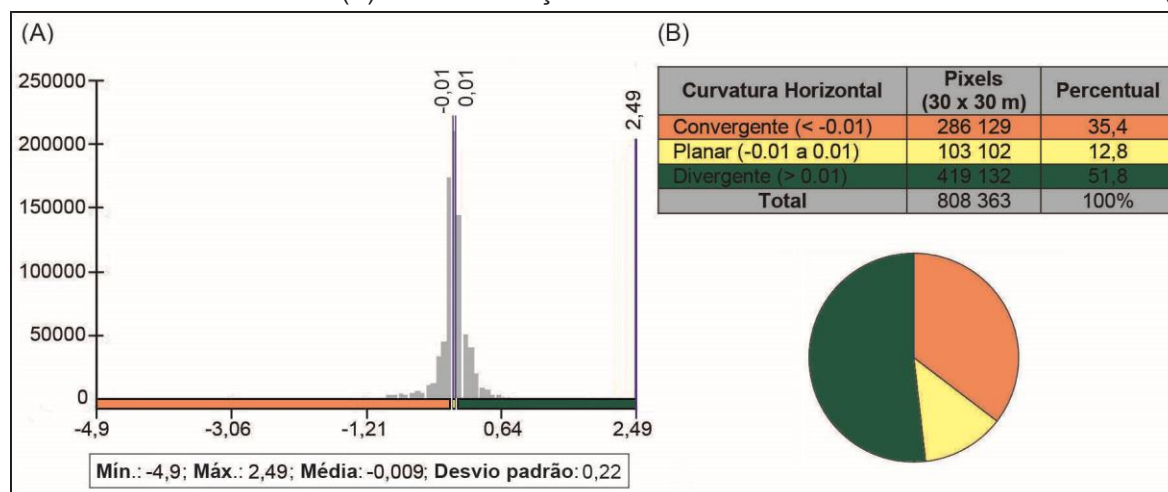 (A)
(B)
250000
200000
150000
100000
50000
0
-0,01
0,01
2,49
-4,9 -3,06 -1,21 0,64 2,49
Mín.: -4,9; Máx.: 2,49; Média: -0,009; Desvio padrão: 0,22
Curvatura Horizontal Pixels (30 x 30 m) Percentual
Convergente (< -0.01) 286 129 35,4
Planar (-0.01 a 0.01) 103 102 12,8
Divergente (> 0.01) 419 132 51,8
Total 808 363 100%